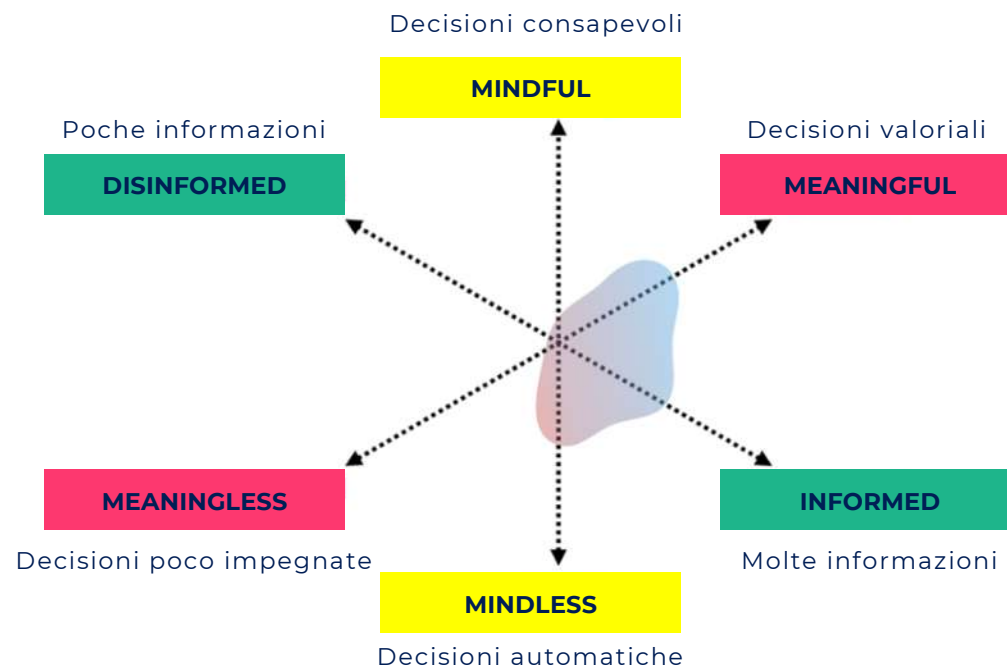 Decisioni consapevoli
MINDFUL
Poche informazioni
DISINFORMED
Decisioni valoriali
MEANINGFUL
MEANINGLESS
Decisioni poco impegnate
INFORMED
Molte informazioni
MINDLESS
Decisioni automatiche